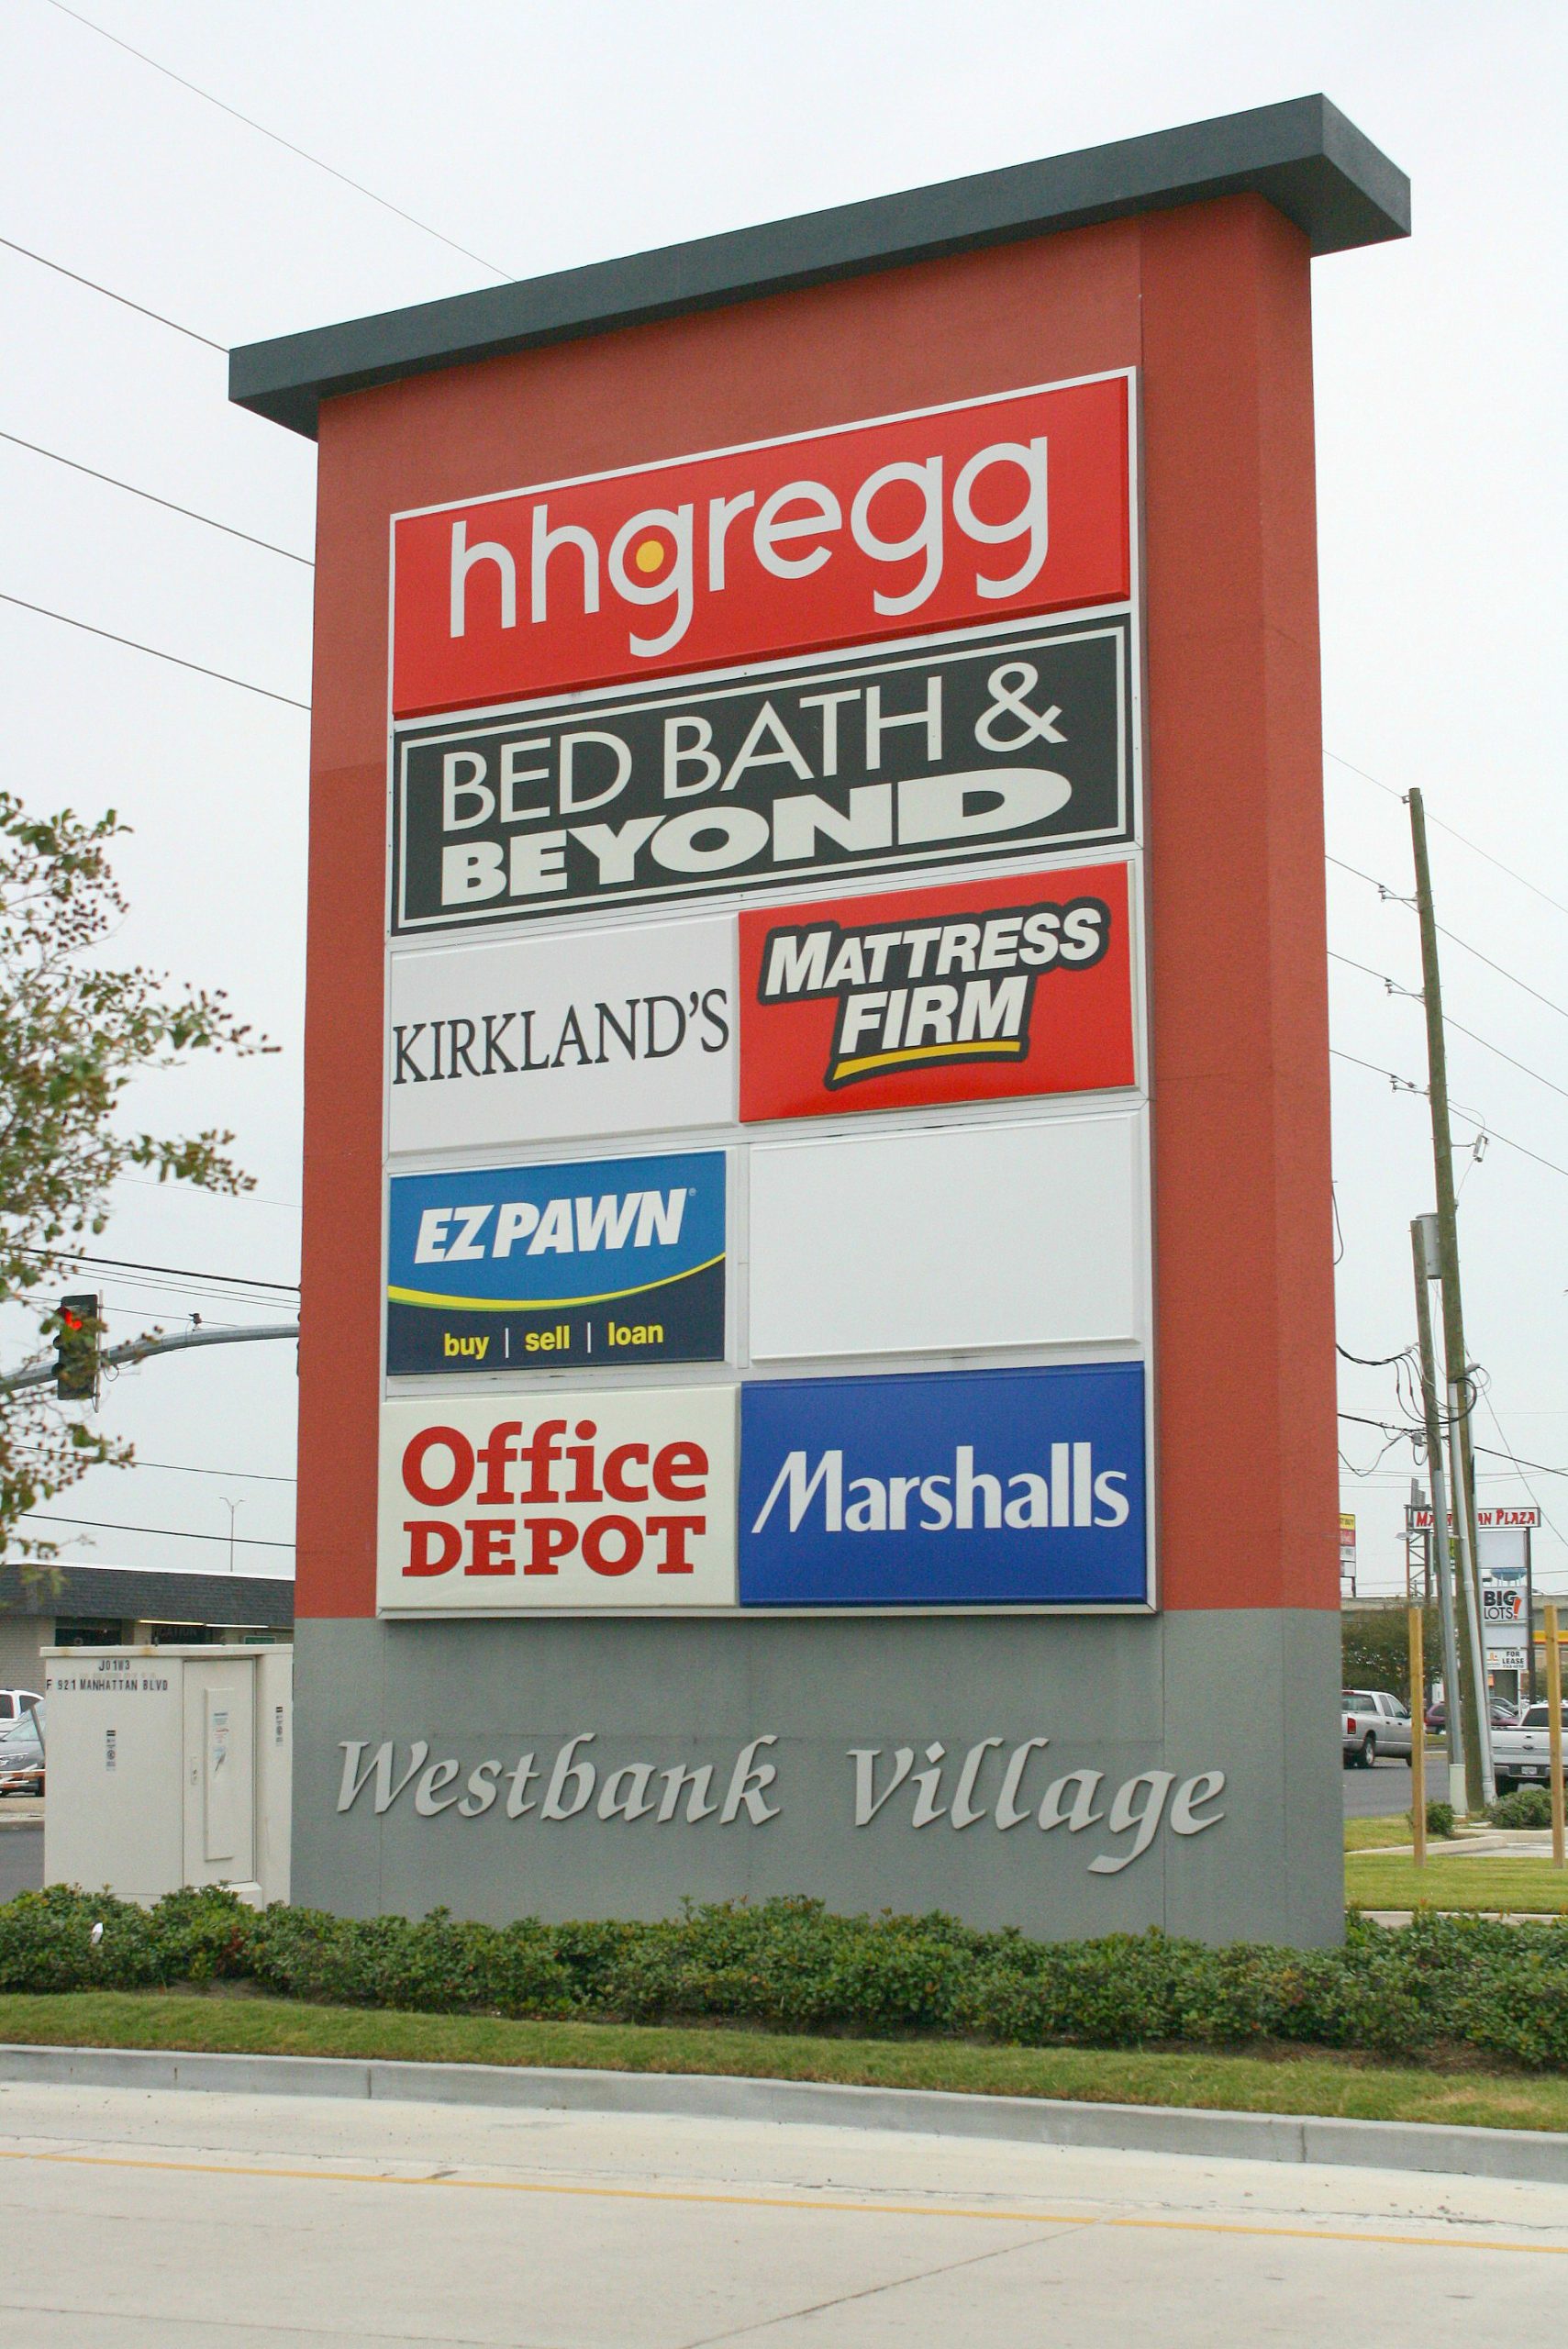 hhgregg
BED BATH &
BEYOND
KIRKLAND'S
MATTRESS
FIRM
EZPAWN®
buy | sell | loan
Office
DEPOT
Marshalls
Westbank Village
921 MANHATTAN BLVD
PLAZA
BIG
LOTS!
FOR
LEASE